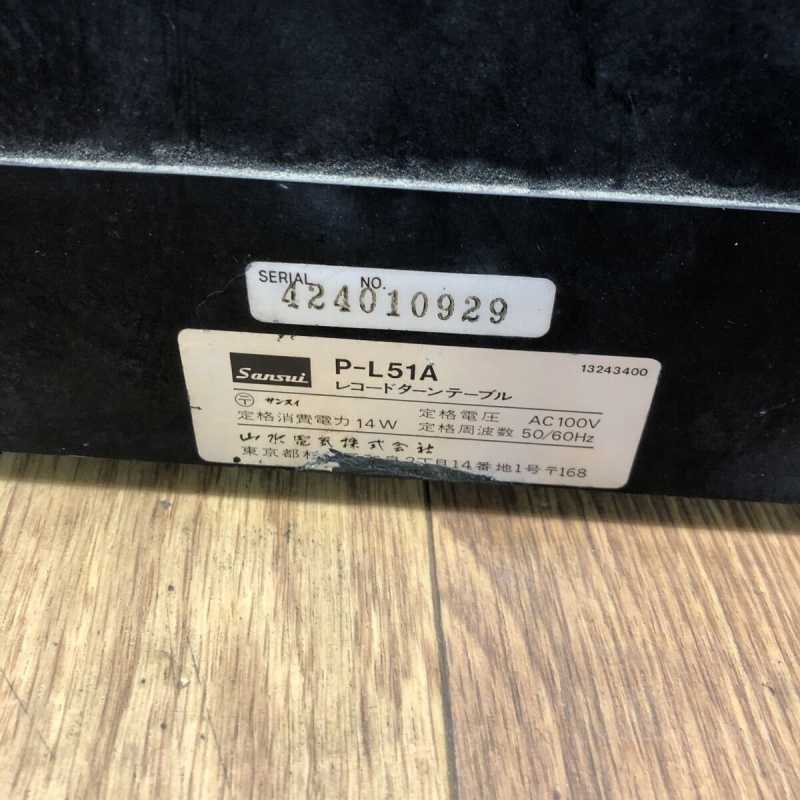 SERIAL NO.
424010929
Sansui P-L51A 13243400
レコードターンテーブル
〒 サンスイ
定格消費電力 14W 定格電圧 AC100V
定格周波数 50/60Hz
山水電気株式会社
東京都杉 2丁目14番地1号 〒168